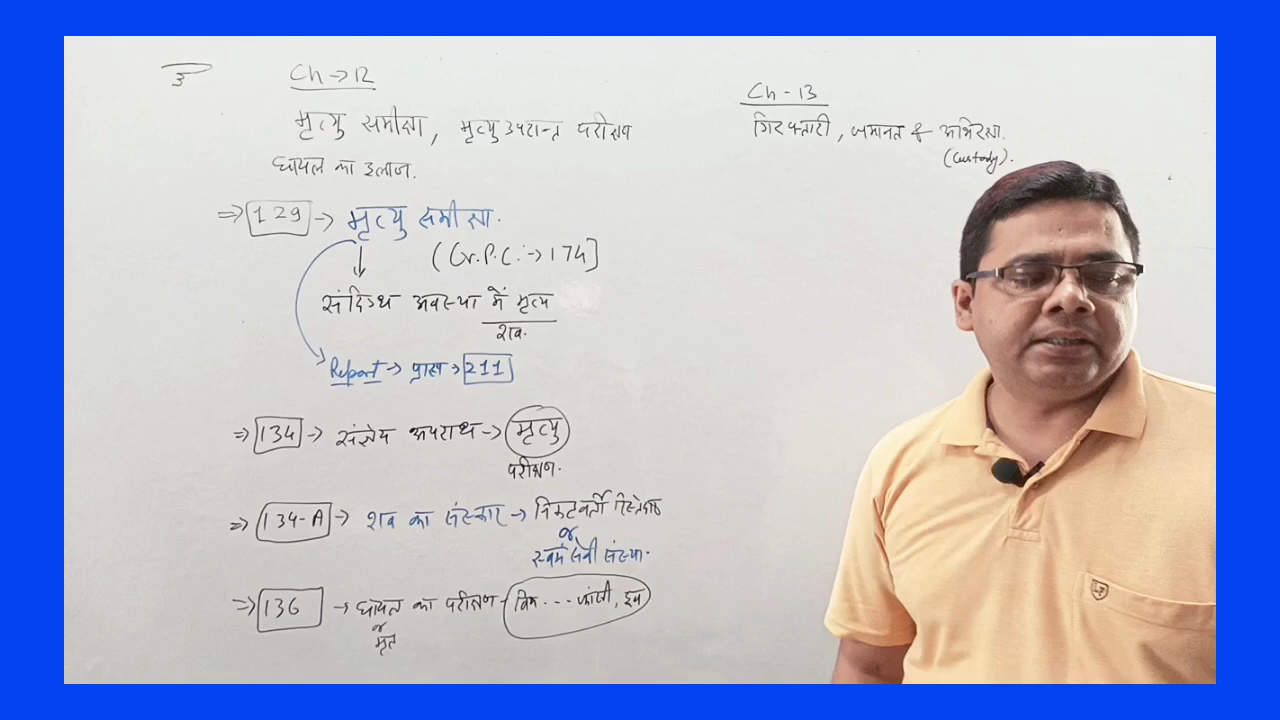 Ch → 12
मृत्यु समीक्षा, मृत्यु उपरान्त परीक्षण
घायल का इलाज.
⇒ 129 → मृत्यु समीक्षा.
(Cr.P.C. → 174]
संदिग्ध अवस्था में मृत्य
शव.
Report → प्रारूप → 211
⇒ 134 → संज्ञेय अपराध → मृत्यु
परीक्षण.
⇒ 134-A → शव का संस्कार → निकटवर्ती रिश्तेदार
or
स्वयं सेवी संस्था.
⇒ 136 → घायल का परीक्षण - विष --- फांसी, डूब
or
मृत
Ch - 13
गिरफ्तारी, जमानत & अभिरक्षा.
(Custody).